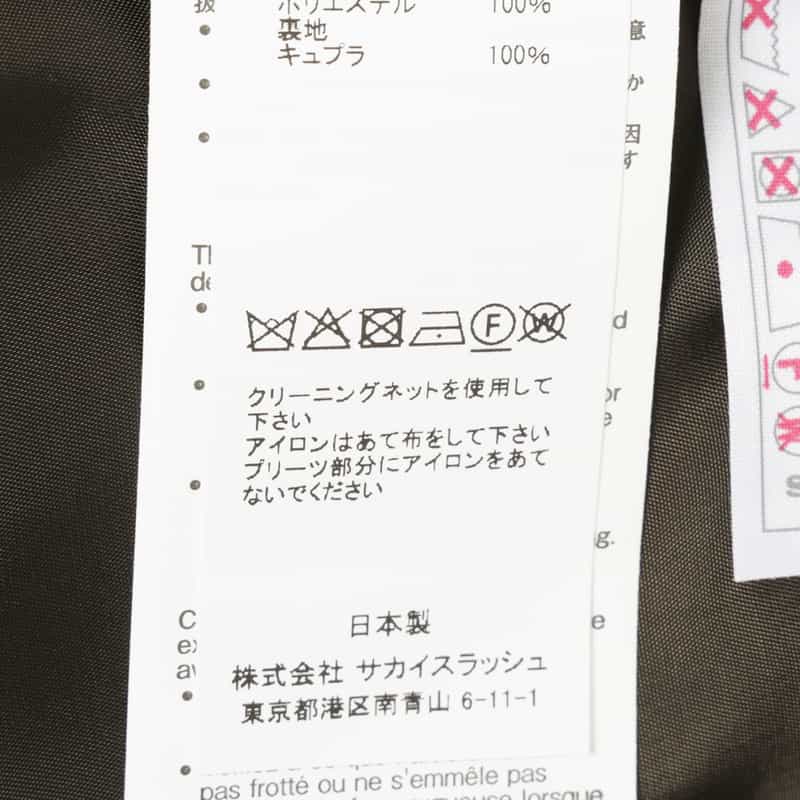 ポリエステル 100%
裏地
キュプラ 100%
意
か
因
す
F W
クリーニングネットを使用して
下さい
アイロンはあて布をして下さい
プリーツ部分にアイロンをあて
ないでください
日本製
株式会社 サカイスラッシュ
東京都港区南青山 6-11-1
pas frotté ou ne s'emmêle pas